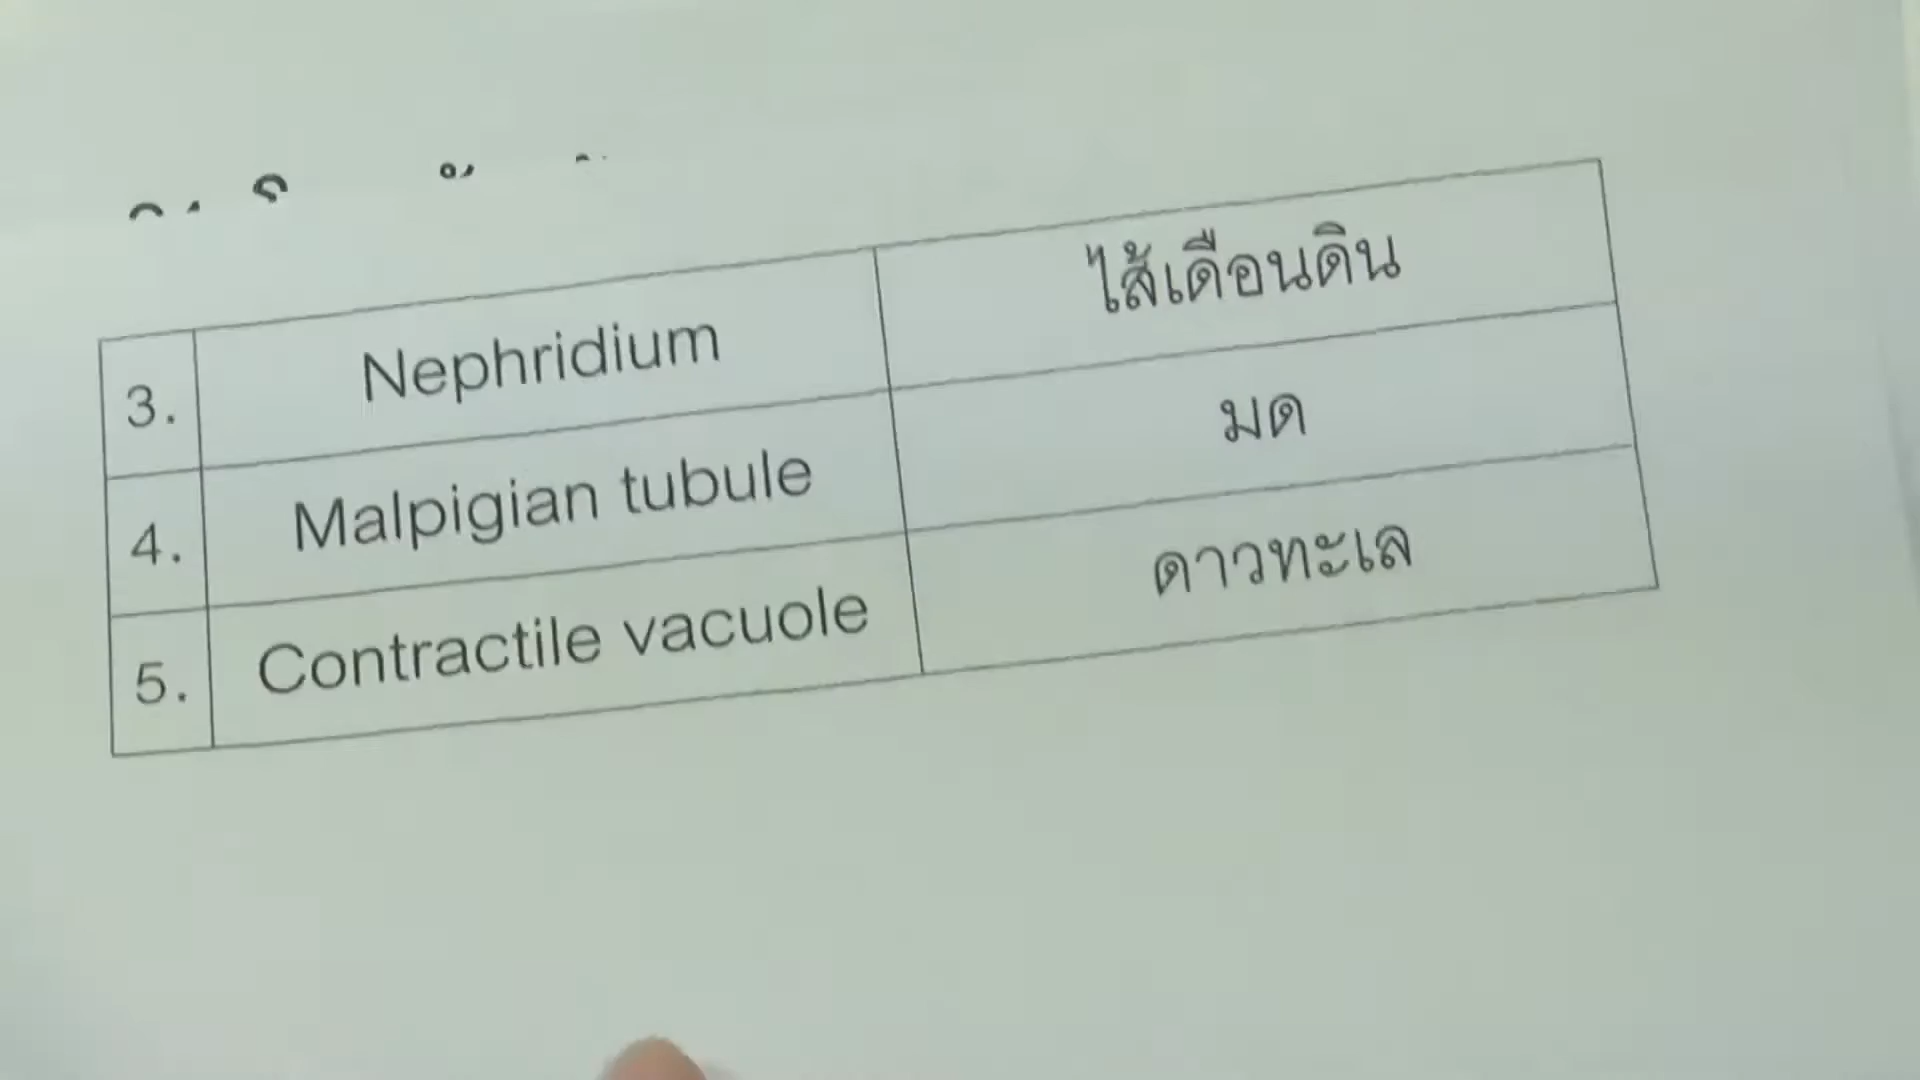 3. Nephridium ไส้เดือนดิน
4. Malpigian tubule มด
5. Contractile vacuole ดาวทะเล